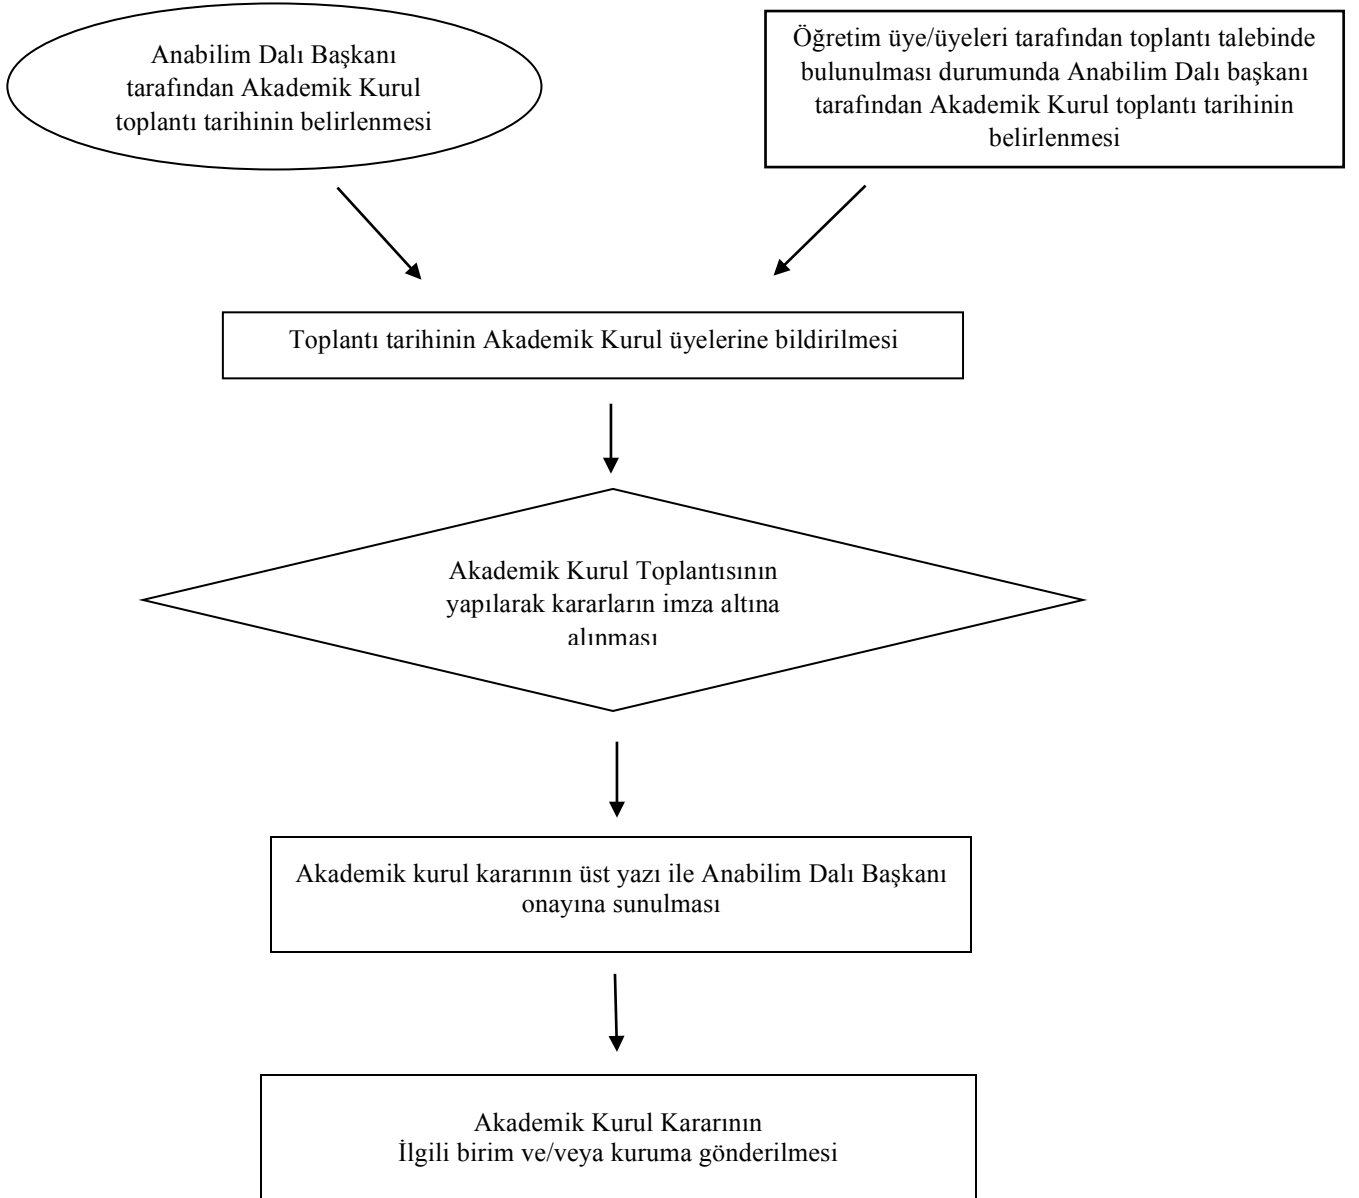 Anabilim Dalı Başkanı
tarafından Akademik Kurul
toplantı tarihinin belirlenmesi
Öğretim üye/üyeleri tarafından toplantı talebinde
bulunulması durumunda Anabilim Dalı başkanı
tarafından Akademik Kurul toplantı tarihinin
belirlenmesi
Toplantı tarihinin Akademik Kurul üyelerine bildirilmesi
Akademik Kurul Toplantısının
yapılarak kararların imza altına
alınması
Akademik kurul kararının üst yazı ile Anabilim Dalı Başkanı
onayına sunulması
Akademik Kurul Kararının
İlgili birim ve/veya kuruma gönderilmesi